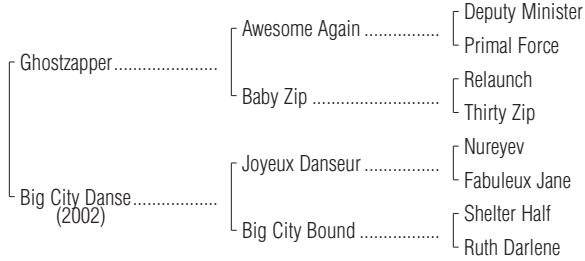 Deputy Minister
Awesome Again ................
Primal Force
Ghostzapper......................
Relaunch
Baby Zip ...........................
Thirty Zip
Nureyev
Joyeux Danseur ................
Fabuleux Jane
Big City Danse..................
(2002)
Shelter Half
Big City Bound .................
Ruth Darlene